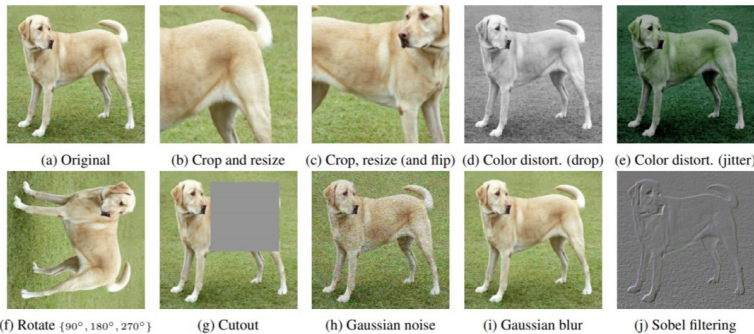 (a) Original (b) Crop and resize (c) Crop, resize (and flip) (d) Color distort. (drop) (e) Color distort. (jitter)
(f) Rotate {90°, 180°, 270°} (g) Cutout (h) Gaussian noise (i) Gaussian blur (j) Sobel filtering